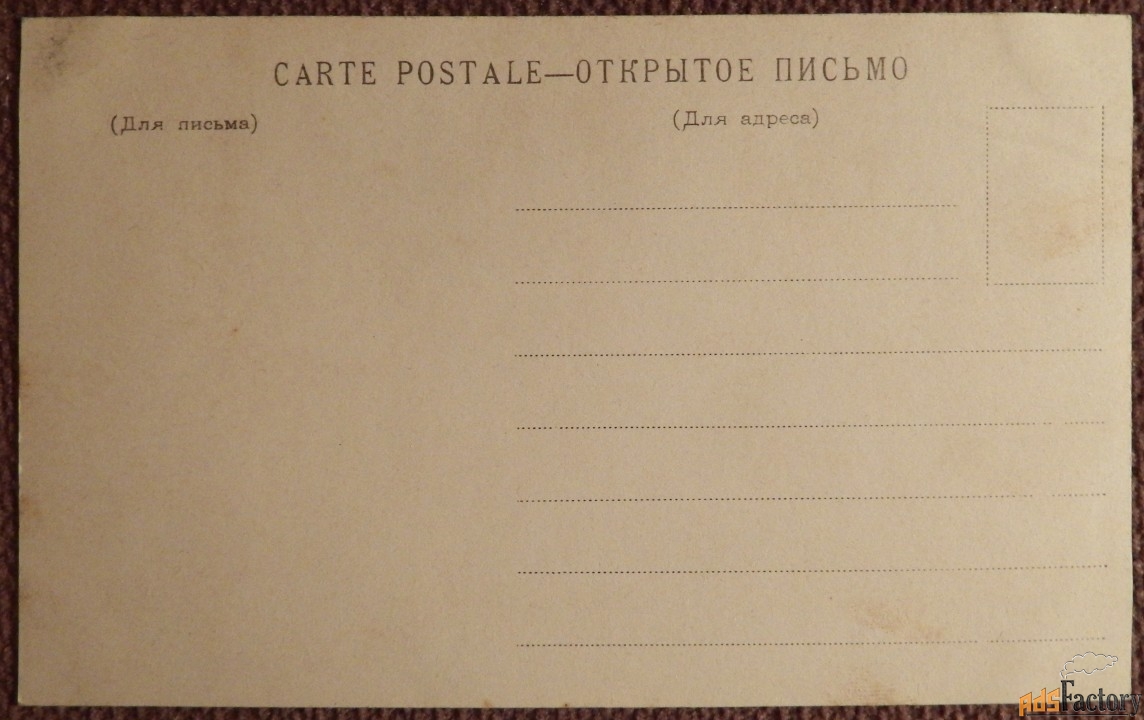 CARTE POSTALE—ОТКРЫТОЕ ПИСЬМО
(Для письма)
(Для адреса)
AdsFactory